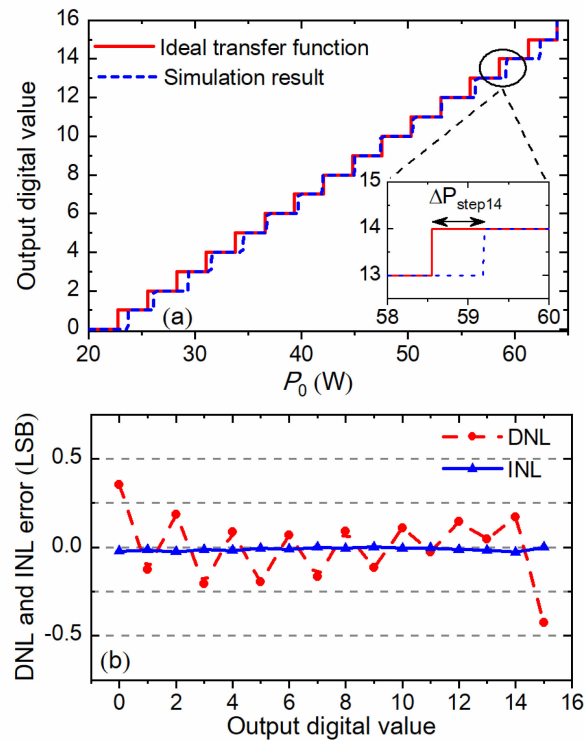 16
14
12
10
8
6
4
2
0
Output digital value
Ideal transfer function
Simulation result
15
14
13
ΔPstep14
58 59 60
(a)
20 30 40 50 60
P0 (W)
DNL and INL error (LSB)
0.5
0.0
-0.5
DNL
INL
(b)
0 2 4 6 8 10 12 14 16
Output digital value